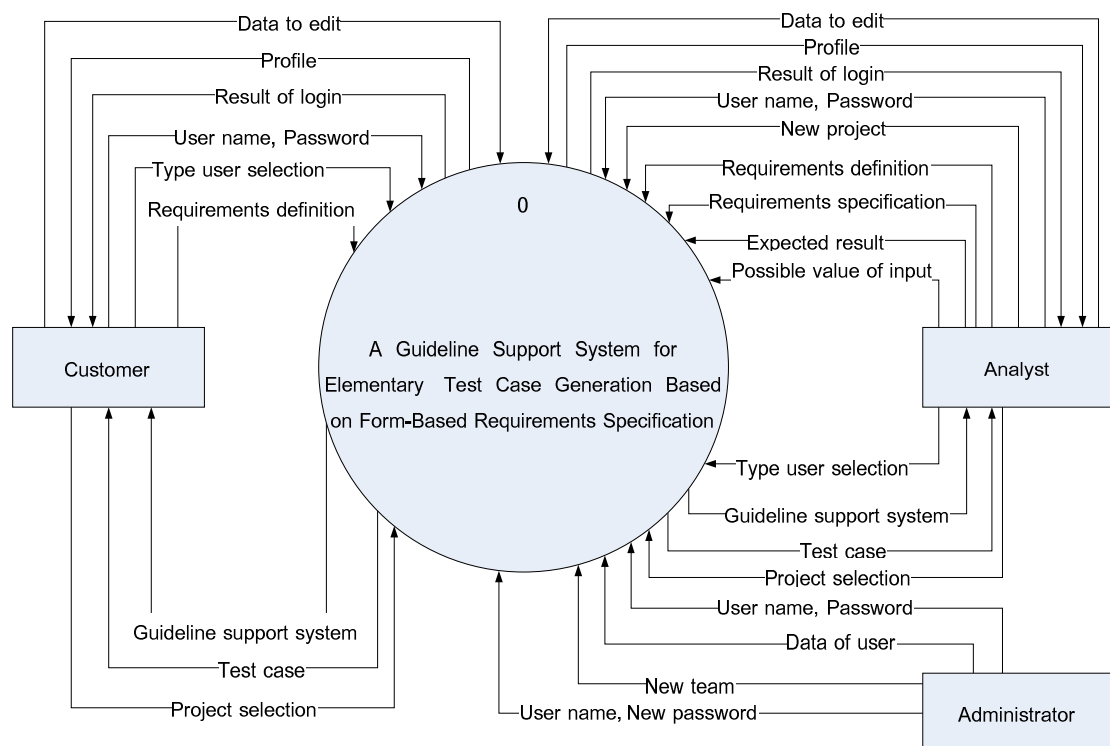 Data to edit
Profile
Result of login
User name, Password
Type user selection
Requirements definition
Customer
Guideline support system
Test case
Project selection
0
A Guideline Support System for
Elementary Test Case Generation Based
on Form-Based Requirements Specification
Data to edit
Profile
Result of login
User name, Password
New project
Requirements definition
Requirements specification
Expected result
Possible value of input
Analyst
Type user selection
Guideline support system
Test case
Project selection
User name, Password
Data of user
New team
User name, New password
Administrator